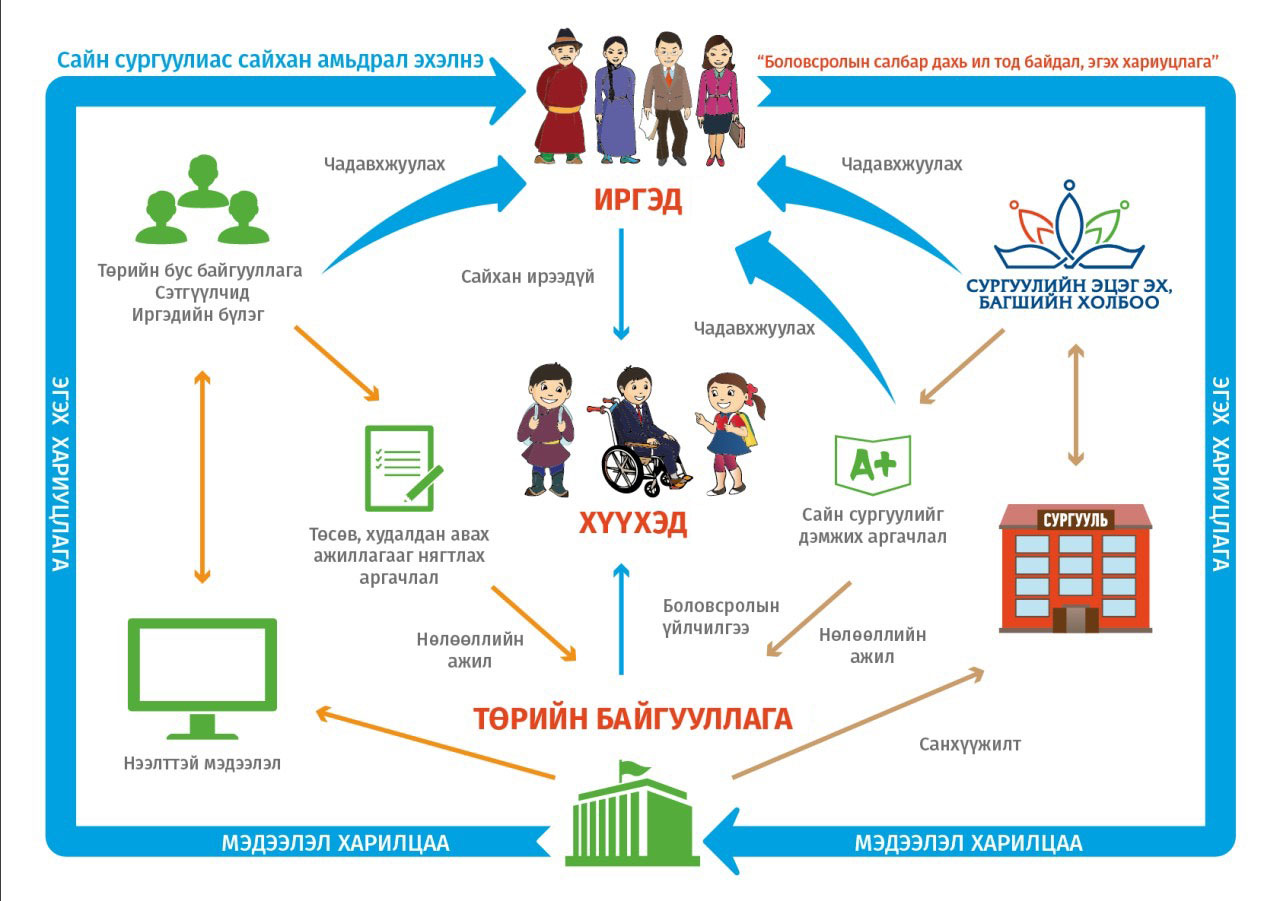 Сайн сургуулиас сайхан амьдрал эхэлнэ
“Боловсролын салбар дахь ил тод байдал, эгэх хариуцлага”
Чадавхжуулах
Чадавхжуулах
ИРГЭД
Төрийн бус байгууллага
Сэтгүүлчид
Иргэдийн бүлэг
Сайхан ирээдүй
СУРГУУЛИЙН ЭЦЭГ ЭХ,
БАГШИЙН ХОЛБОО
Чадавхжуулах
ЭГЭХ ХАРИУЦЛАГА
ЭГЭХ ХАРИУЦЛАГА
A+
ХҮҮХЭД
Төсөв, худалдан авах
ажиллагааг нягтлах
аргачлал
Сайн сургуулийг
дэмжих аргачлал
СУРГУУЛЬ
Нөлөөллийн
ажил
Боловсролын
үйлчилгээ
Нөлөөллийн
ажил
ТӨРИЙН БАЙГУУЛЛАГА
Нээлттэй мэдээлэл
Санхүүжилт
МЭДЭЭЛЭЛ ХАРИЛЦАА
МЭДЭЭЛЭЛ ХАРИЛЦАА